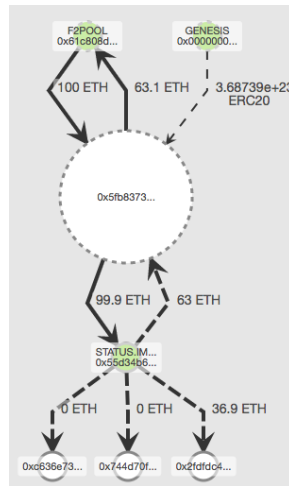 F2POOL
0x61c808d...
GENESIS
0x0000000...
100 ETH
63.1 ETH
3.68739e+23
ERC20
0x5fb8373...
99.9 ETH
63 ETH
STATUS.IM...
0x55d34b6...
0 ETH
0 ETH
36.9 ETH
0xc636e73...
0x744d70f...
0x2fdfdc4...